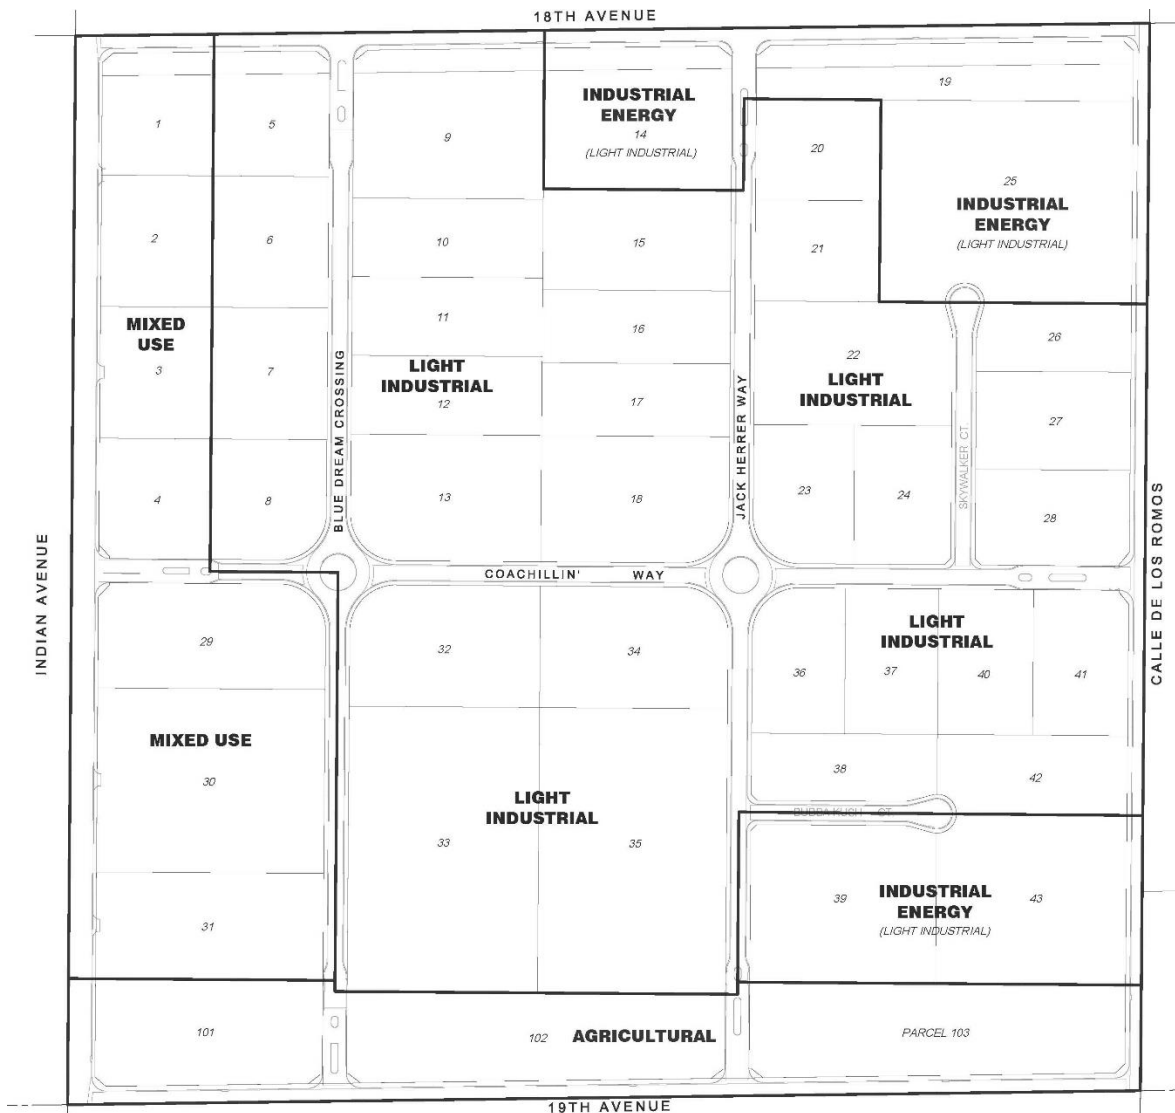 18TH AVENUE
19
INDUSTRIAL
ENERGY
14
(LIGHT INDUSTRIAL)
1
5
9
20
25
INDUSTRIAL
ENERGY
(LIGHT INDUSTRIAL)
2
6
10
15
21
MIXED
USE
3
7
11
16
26
22
LIGHT
INDUSTRIAL
12
17
LIGHT
INDUSTRIAL
27
BLUE DREAM CROSSING
JACK HERRER WAY
SKYWALKER CT.
4
8
13
18
23
24
28
INDIAN AVENUE
CALLE DE LOS ROMOS
COACHILLIN' WAY
29
32
34
LIGHT
INDUSTRIAL
36
37
40
41
MIXED USE
30
38
42
LIGHT
INDUSTRIAL
33
35
BUBBA KUSH CT.
31
39
INDUSTRIAL
ENERGY
(LIGHT INDUSTRIAL)
43
101
102
AGRICULTURAL
PARCEL 103
19TH AVENUE